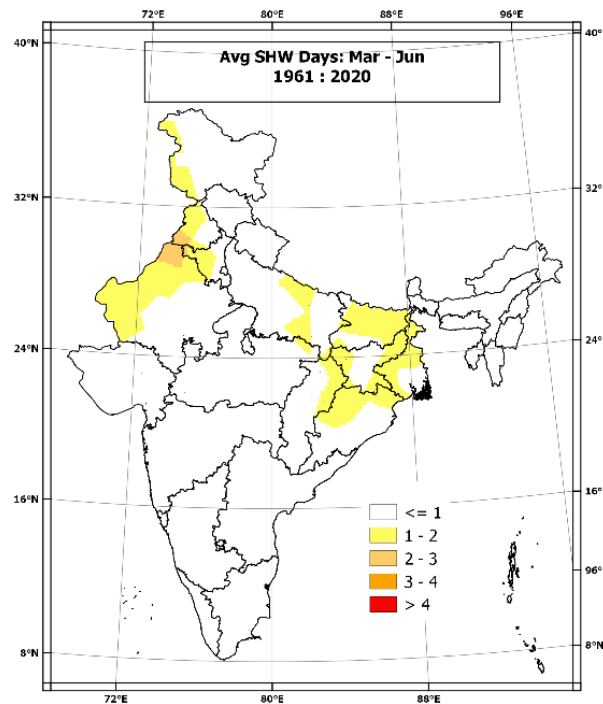 72°E 80°E 88°E 96°E
40°N 40°
Avg SHW Days: Mar - Jun
1961 : 2020
32°N 32°
24°N 24°
16°N 16°
<= 1
1 - 2
2 - 3
96°
3 - 4
> 4
8°N 8°N
72°E 80°E 88°E